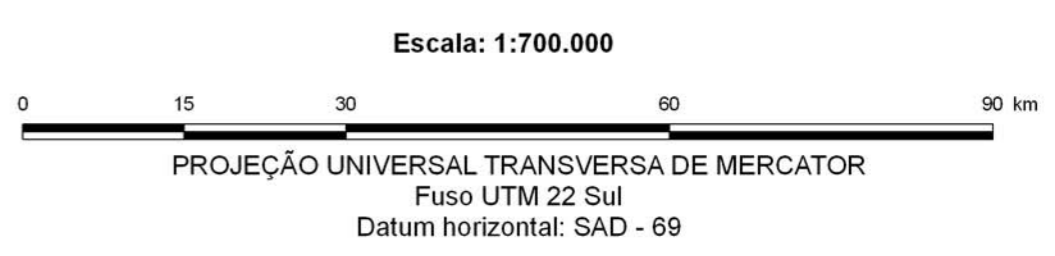 Escala: 1:700.000
0 15 30 60 90 km
PROJEÇÃO UNIVERSAL TRANSVERSA DE MERCATOR
Fuso UTM 22 Sul
Datum horizontal: SAD - 69